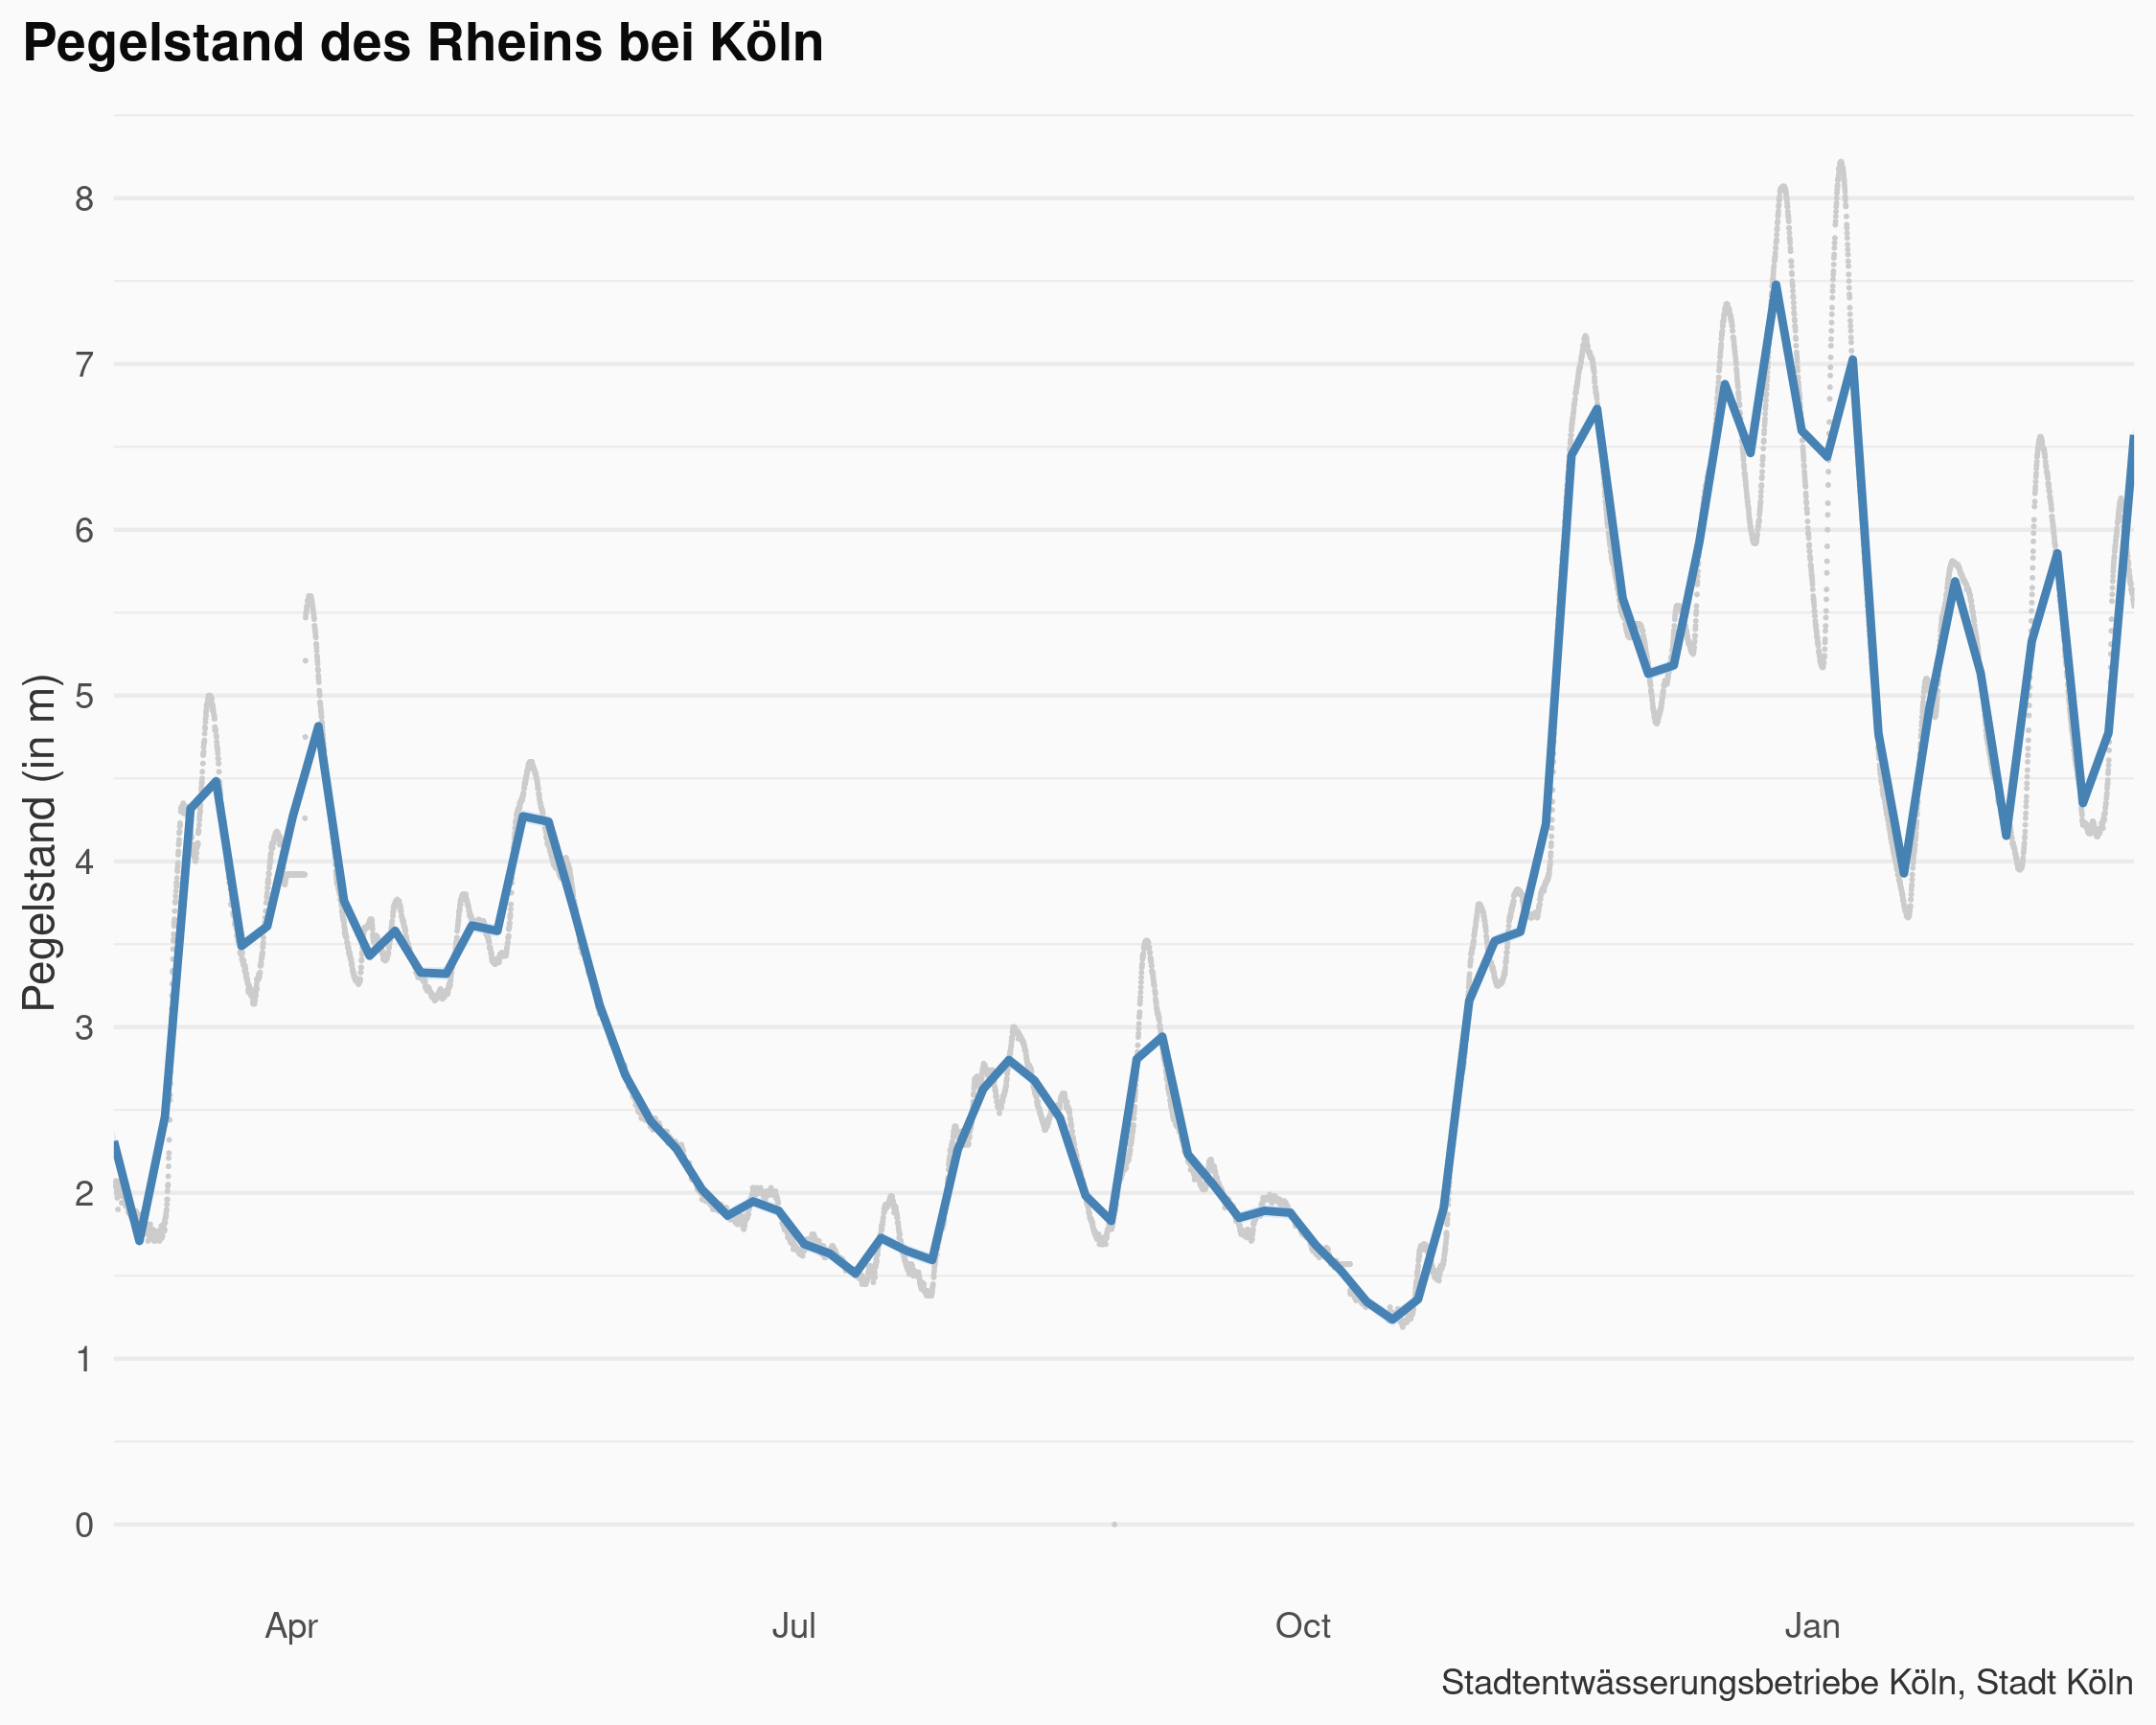 Pegelstand des Rheins bei Köln
Pegelstand (in m)
8
7
6
5
4
3
2
1
0
Apr Jul Oct Jan
Stadtentwässerungsbetriebe Köln, Stadt Köln